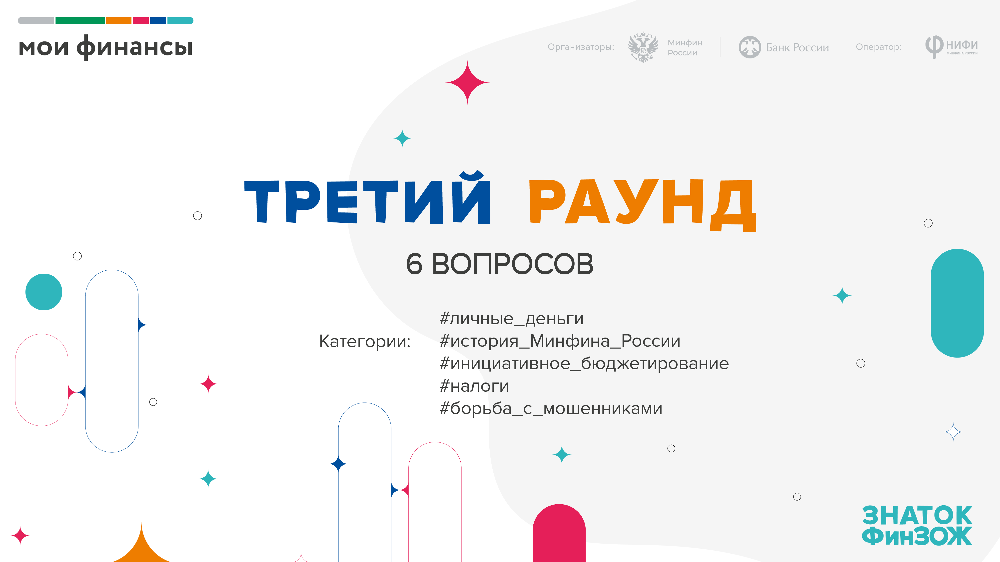 мои финансы
Организаторы:
Минфин
России
Банк России
Оператор:
НИФИ
МИНФИНА РОССИИ
ТРЕТИЙ РАУНД
6 ВОПРОСОВ
Категории:
#личные_деньги
#история_Минфина_России
#инициативное_бюджетирование
#налоги
#борьба_с_мошенниками
ЗНАТОК
ФинЗОЖ